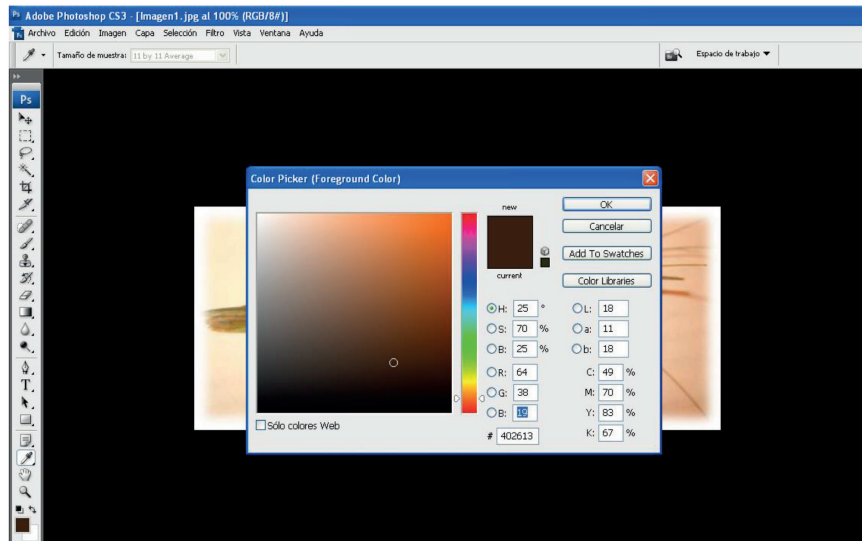 Adobe Photoshop CS3 - [Imagen1.jpg al 100% (RGB/8#)]
Archivo Edición Imagen Capa Selección Filtro Vista Ventana Ayuda
Tamaño de muestra: 11 by 11 Average Espacio de trabajo
Ps
Color Picker (Foreground Color)
new
current
OK
Cancelar
Add To Swatches
Color Libraries
H: 25 ° L: 18
S: 70 % a: 11
B: 25 % b: 18
R: 64 C: 49 %
G: 38 M: 70 %
B: 19 Y: 83 %
# 402613 K: 67 %
Sólo colores Web
T